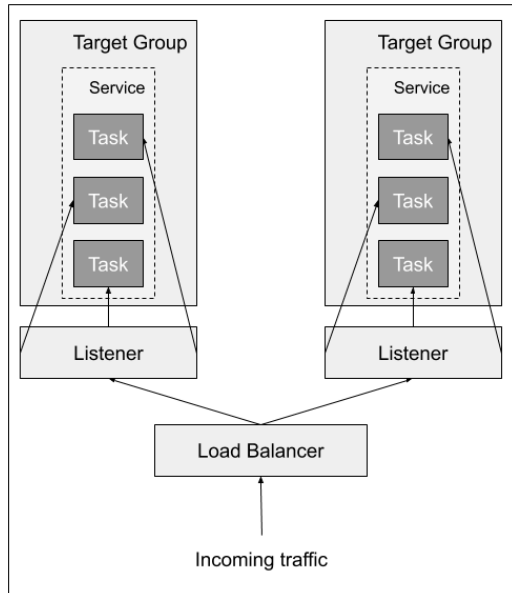 Target Group
Service
Task
Task
Task
Listener
Target Group
Service
Task
Task
Task
Listener
Load Balancer
Incoming traffic